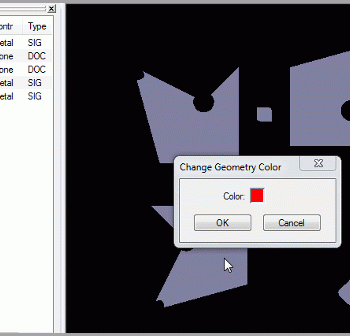 ontr Type
etal SIG
one DOC
one DOC
etal SIG
etal SIG
Change Geometry Color
Color:
OK Cancel